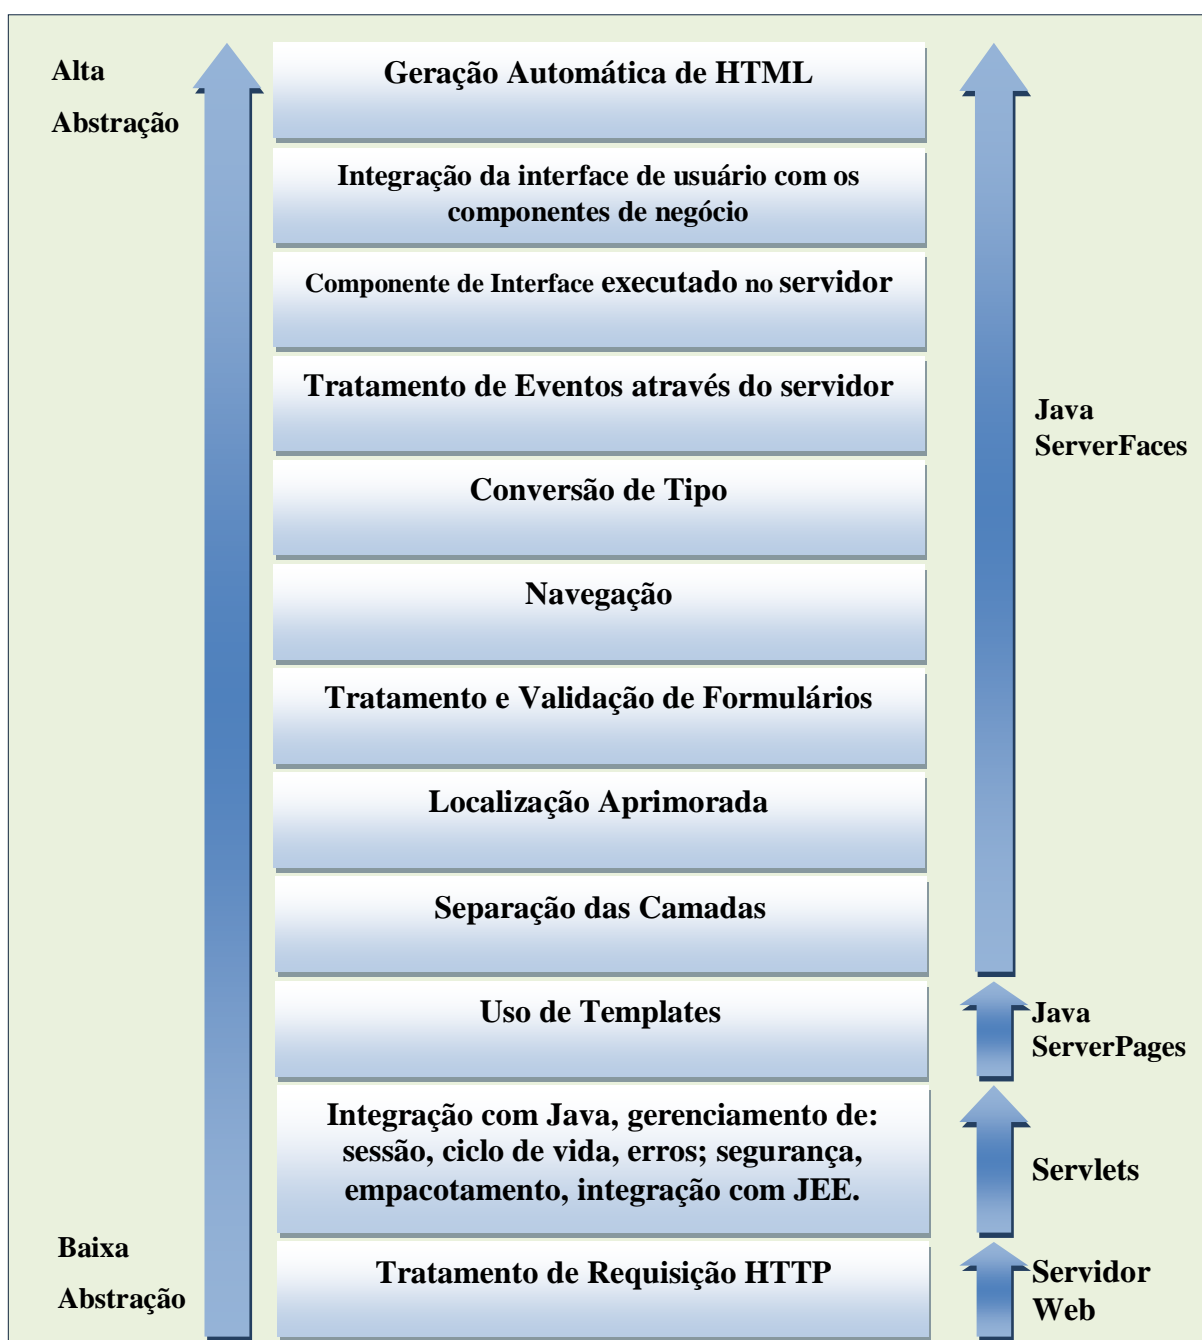 Alta
Abstração
Geração Automática de HTML
Integração da interface de usuário com os
componentes de negócio
Componente de Interface executado no servidor
Tratamento de Eventos através do servidor
Java
ServerFaces
Conversão de Tipo
Navegação
Tratamento e Validação de Formulários
Localização Aprimorada
Separação das Camadas
Uso de Templates
Java
ServerPages
Integração com Java, gerenciamento de:
sessão, ciclo de vida, erros; segurança,
empacotamento, integração com JEE.
Servlets
Baixa
Abstração
Tratamento de Requisição HTTP
Servidor
Web